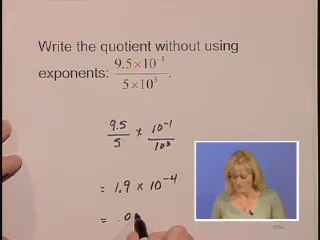 Write the quotient without using
exponents: 9.5×10⁻¹ / 5×10³.
9.5 / 5 × 10⁻¹ / 10³
= 1.9 × 10⁻⁴
= .0